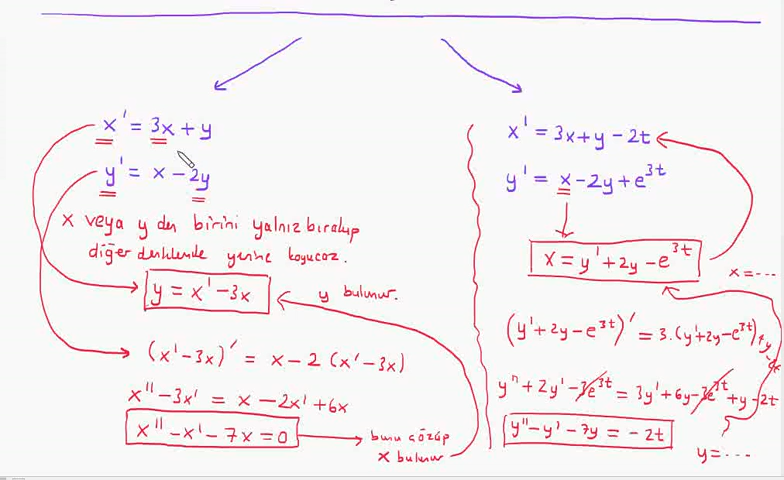 x' = 3x + y
y' = x - 2y
x veya y den birini yalnız bırakıp
diğer denklemde yerine koyucaz.
y = x' - 3x
y bulunur.
(x' - 3x)' = x - 2 (x' - 3x)
x'' - 3x' = x - 2x' + 6x
x'' - x' - 7x = 0
bunu çözüp
x bulunur
x' = 3x + y - 2t
y' = x - 2y + e^3t
x = y' + 2y - e^3t
x = ---
(y' + 2y - e^3t)' = 3.(y' + 2y - e^3t) + y - 2t
y'' + 2y' - 3e^3t = 3y' + 6y - 3e^3t + y - 2t
y'' - y' - 7y = -2t
y = ---